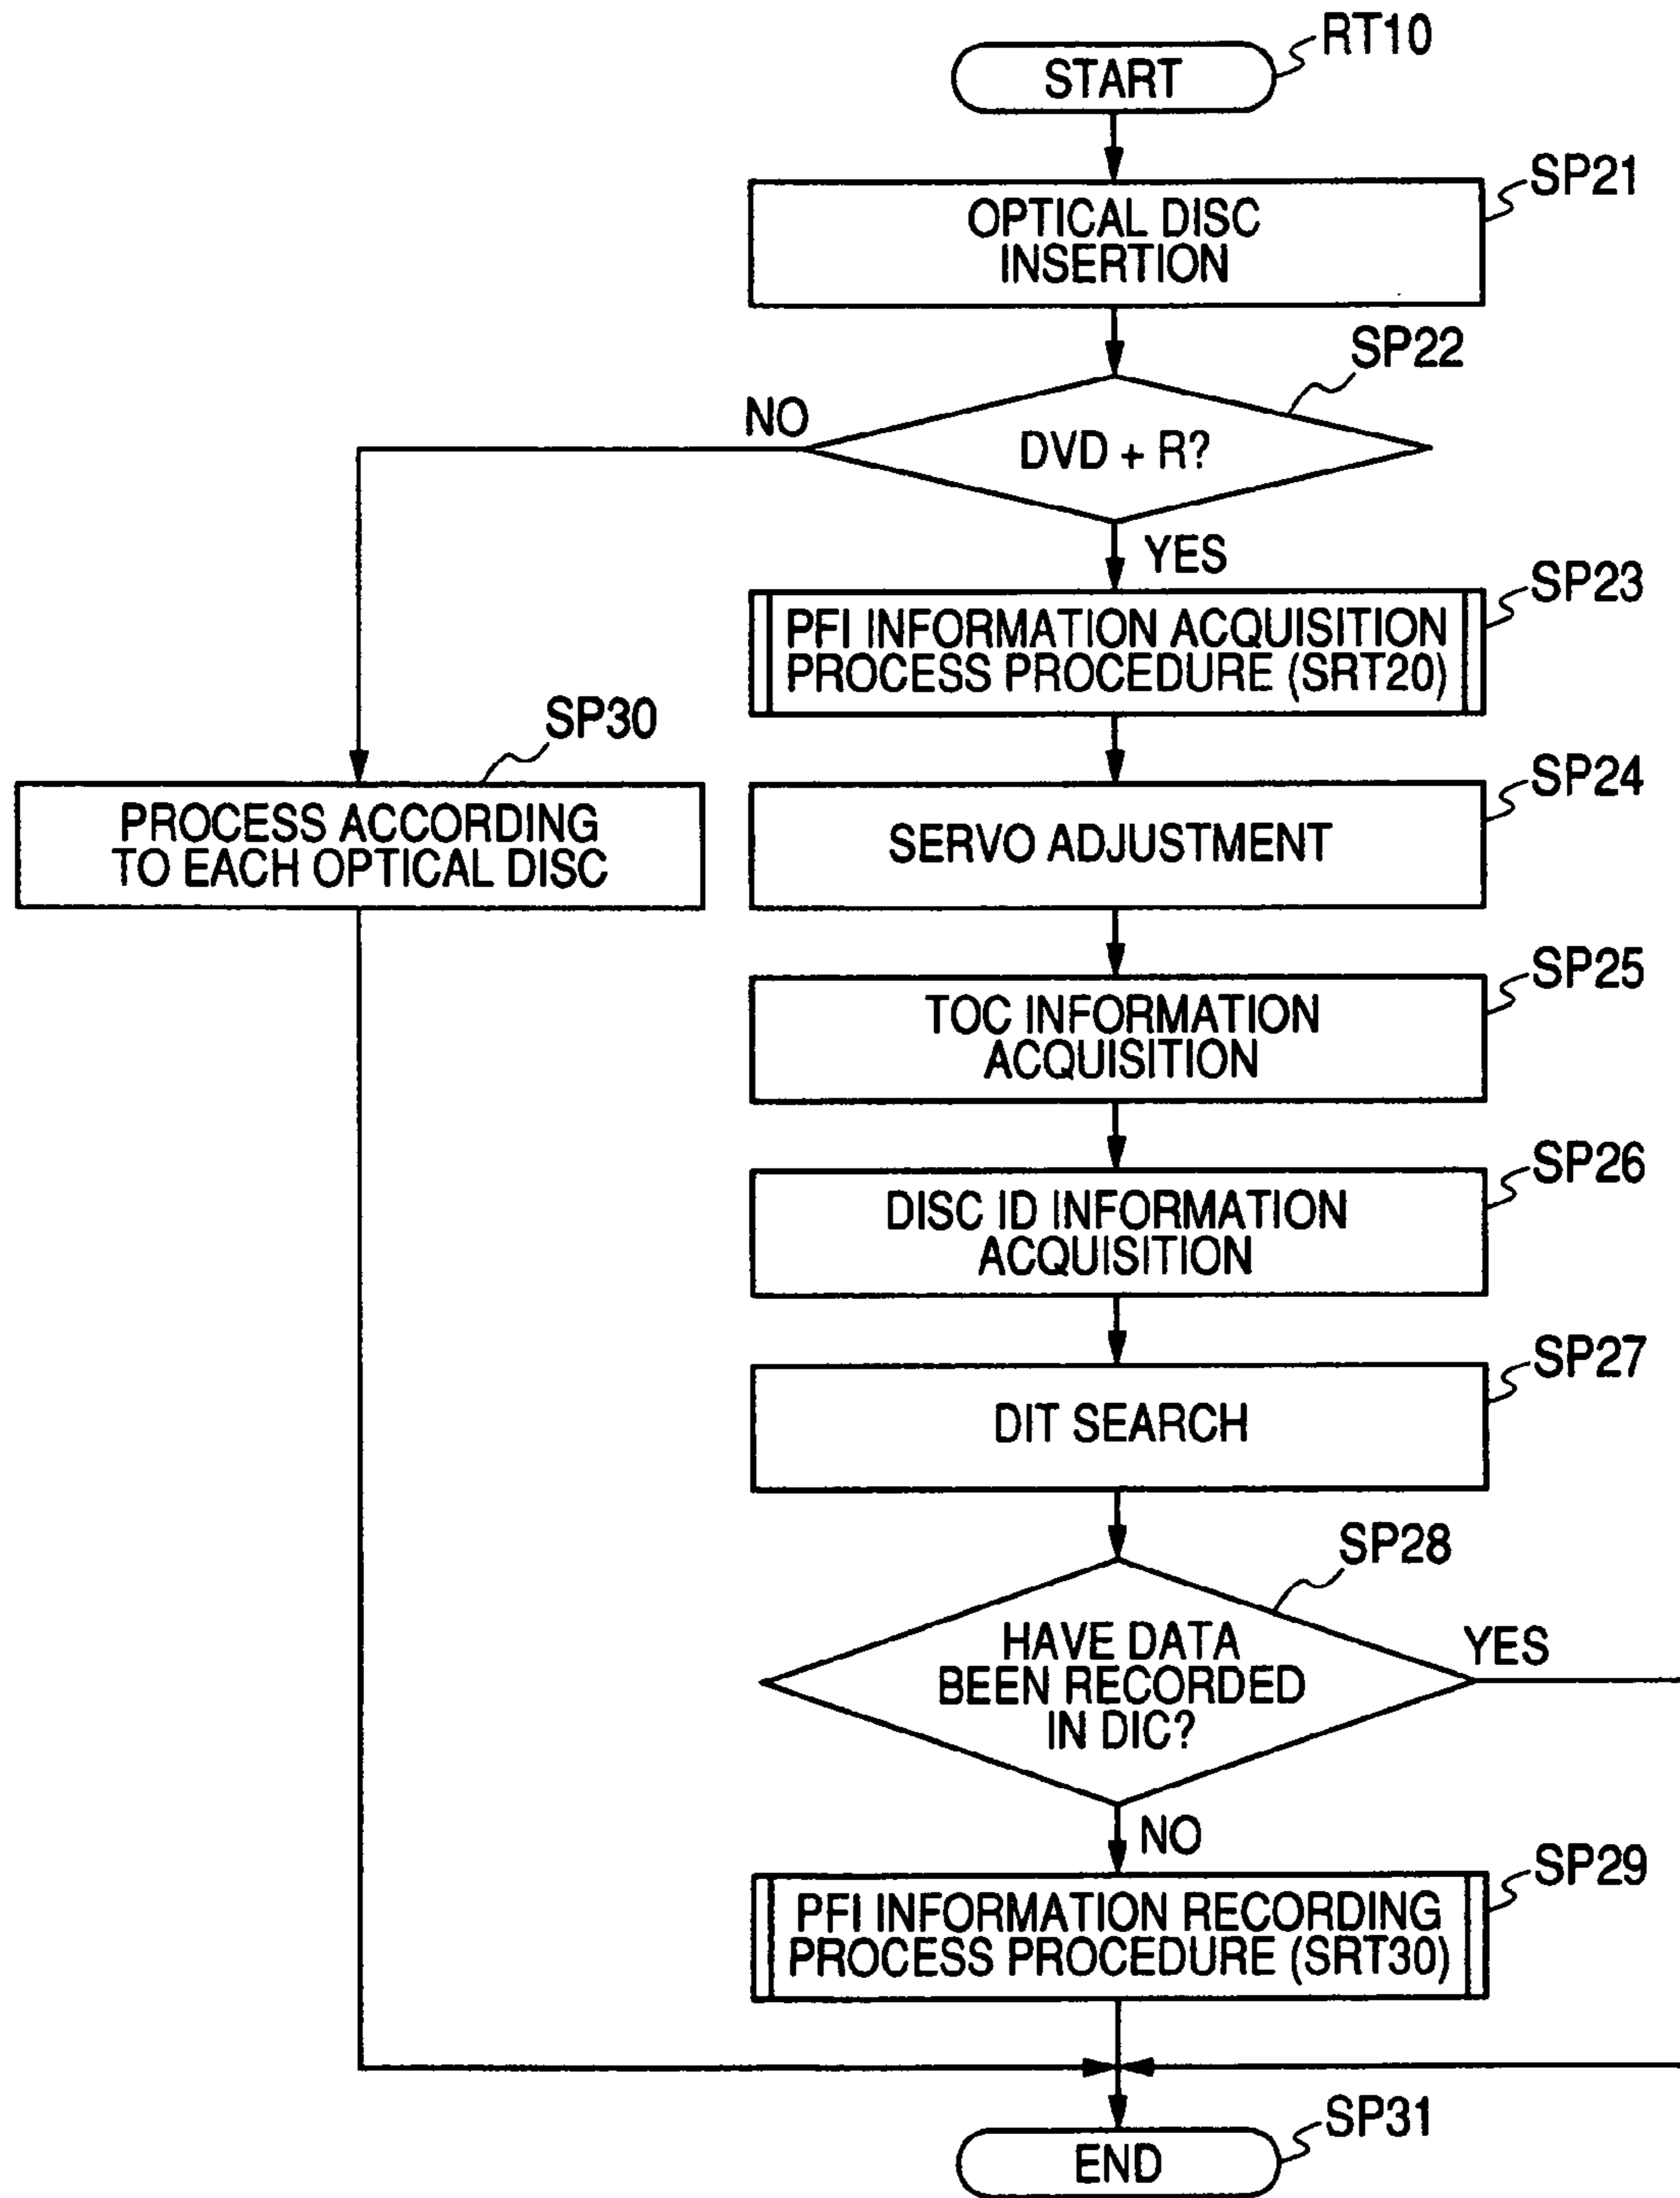 RT10
START
SP21
OPTICAL DISC
INSERTION
SP22
NO
DVD + R?
YES
SP23
PFI INFORMATION ACQUISITION
PROCESS PROCEDURE (SRT20)
SP30
PROCESS ACCORDING
TO EACH OPTICAL DISC
SP24
SERVO ADJUSTMENT
SP25
TOC INFORMATION
ACQUISITION
SP26
DISC ID INFORMATION
ACQUISITION
SP27
DIT SEARCH
SP28
HAVE DATA
BEEN RECORDED
IN DIC?
YES
NO
SP29
PFI INFORMATION RECORDING
PROCESS PROCEDURE (SRT30)
SP31
END